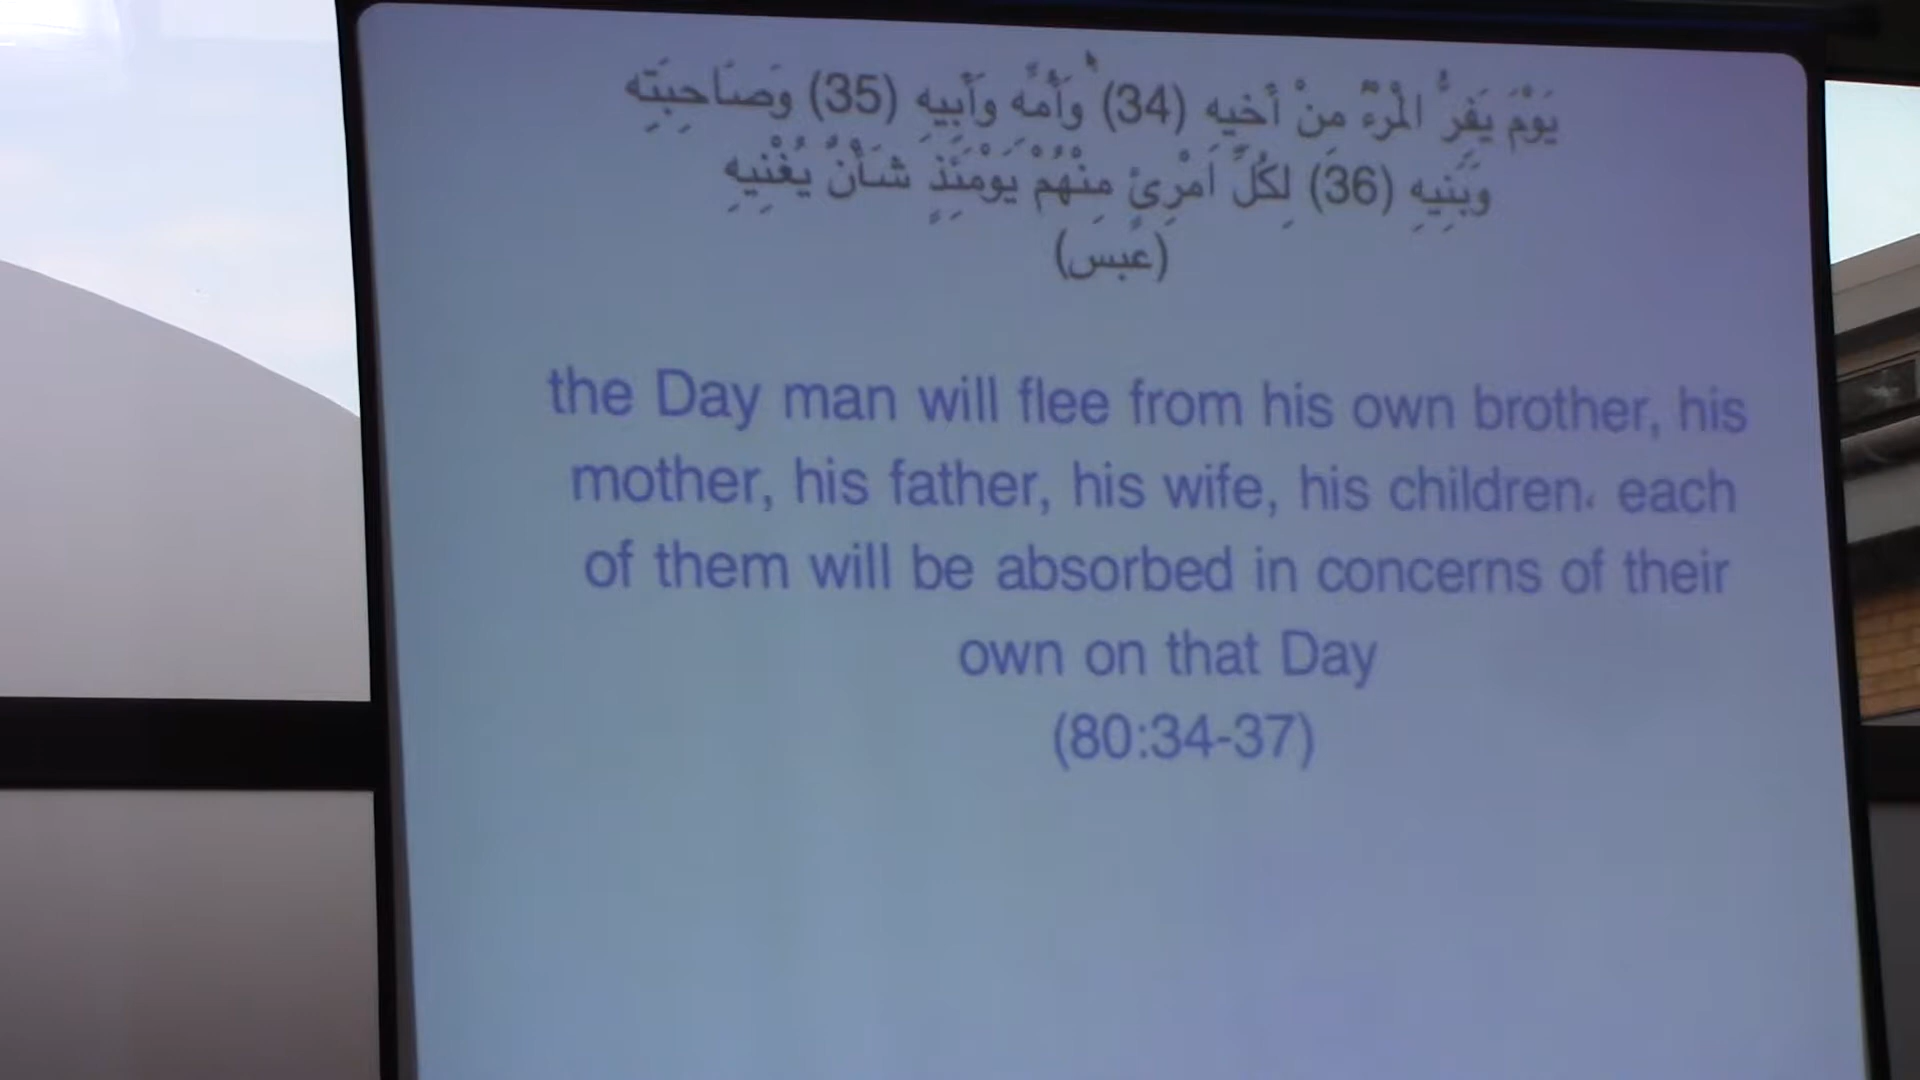 يَوْمَ يَفِرُّ الْمَرْءُ مِنْ أَخِيهِ (34) وَأُمِّهِ وَأَبِيهِ (35) وَصَاحِبَتِهِ
وَبَنِيهِ (36) لِكُلِّ امْرِئٍ مِنْهُمْ يَوْمَئِذٍ شَأْنٌ يُغْنِيهِ
(عبس)
the Day man will flee from his own brother, his
mother, his father, his wife, his children، each
of them will be absorbed in concerns of their
own on that Day
(80:34-37)